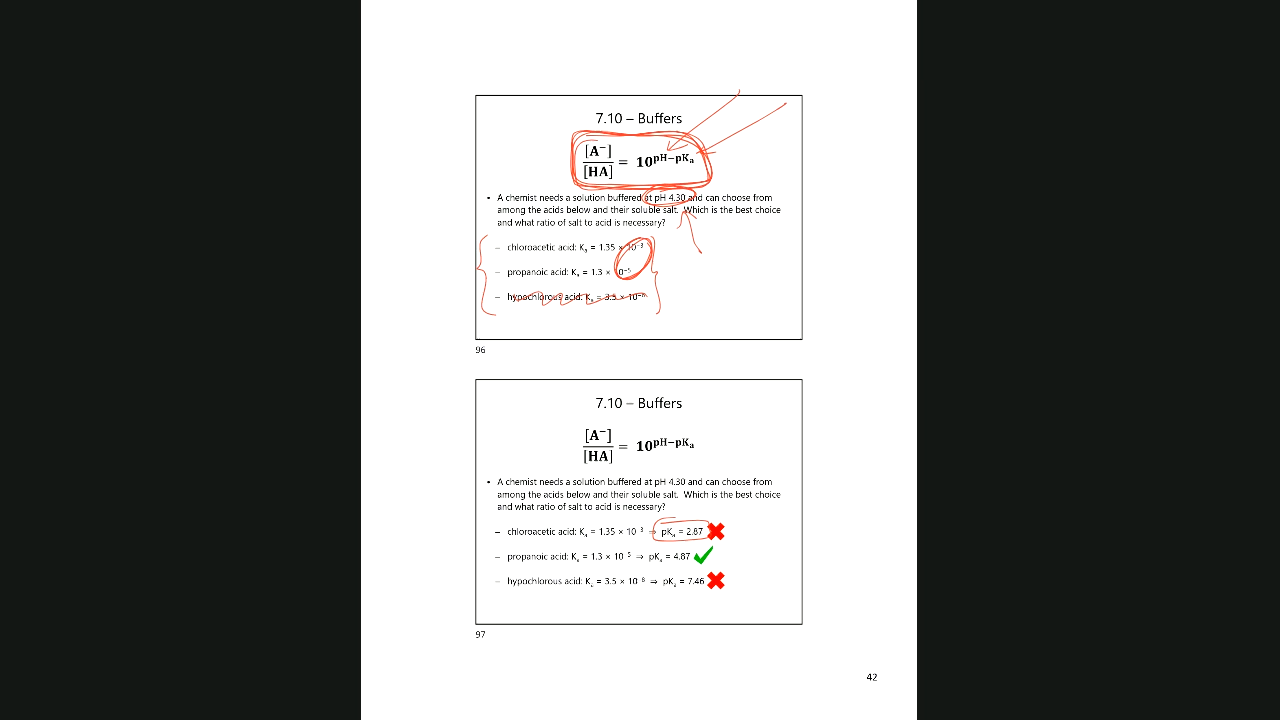 7.10 – Buffers
[A⁻]/[HA] = 10^(pH−pKₐ)
• A chemist needs a solution buffered at pH 4.30 and can choose from
among the acids below and their soluble salt. Which is the best choice
and what ratio of salt to acid is necessary?
– chloroacetic acid: Kₐ = 1.35 × 10⁻³
– propanoic acid: Kₐ = 1.3 × 10⁻⁵
– hypochlorous acid: Kₐ = 3.5 × 10⁻⁸
96
7.10 – Buffers
[A⁻]/[HA] = 10^(pH−pKₐ)
• A chemist needs a solution buffered at pH 4.30 and can choose from
among the acids below and their soluble salt. Which is the best choice
and what ratio of salt to acid is necessary?
– chloroacetic acid: Kₐ = 1.35 × 10⁻³ ⇒ pKₐ = 2.87
– propanoic acid: Kₐ = 1.3 × 10⁻⁵ ⇒ pKₐ = 4.87
– hypochlorous acid: Kₐ = 3.5 × 10⁻⁸ ⇒ pKₐ = 7.46
97
42